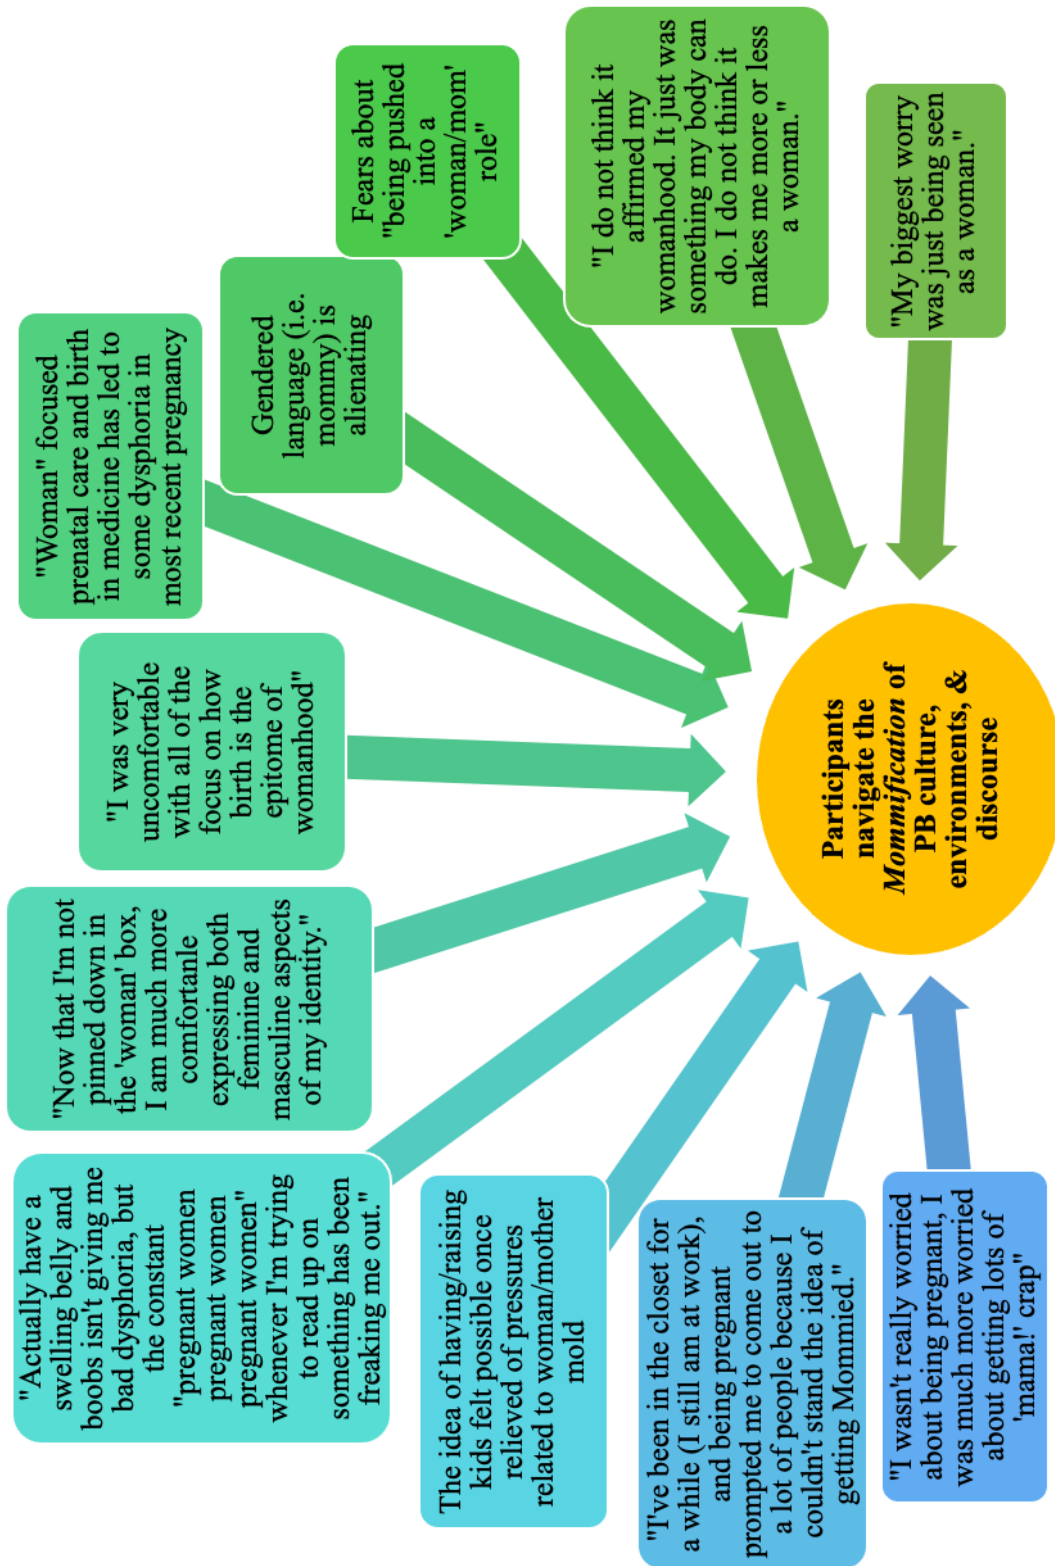 "I wasn't really worried
about being pregnant, I
was much more worried
about getting lots of
'mama!' crap"
"I've been in the closet for
a while (I still am at work),
and being pregnant
prompted me to come out to
a lot of people because I
couldn't stand the idea of
getting Mommied."
The idea of having/raising
kids felt possible once
relieved of pressures
related to woman/mother
mold
"Actually have a
swelling belly and
boobs isn't giving me
bad dysphoria, but
the constant
"pregnant women
pregnant women
pregnant women"
whenever I'm trying
to read up on
something has been
freaking me out."
"Now that I'm not
pinned down in
the 'woman' box,
I am much more
comfortanle
expressing both
feminine and
masculine aspects
of my identity."
"I was very
uncomfortable
with all of the
focus on how
birth is the
epitome of
womanhood"
"Woman" focused
prenatal care and birth
in medicine has led to
some dysphoria in
most recent pregnancy
Gendered
language (i.e.
mommy) is
alienating
Fears about
"being pushed
into a
'woman/mom'
role"
"I do not think it
affirmed my
womanhood. It just was
something my body can
do. I do not think it
makes me more or less
a woman."
"My biggest worry
was just being seen
as a woman."
Participants
navigate the
Mommification of
PB culture,
environments, &
discourse